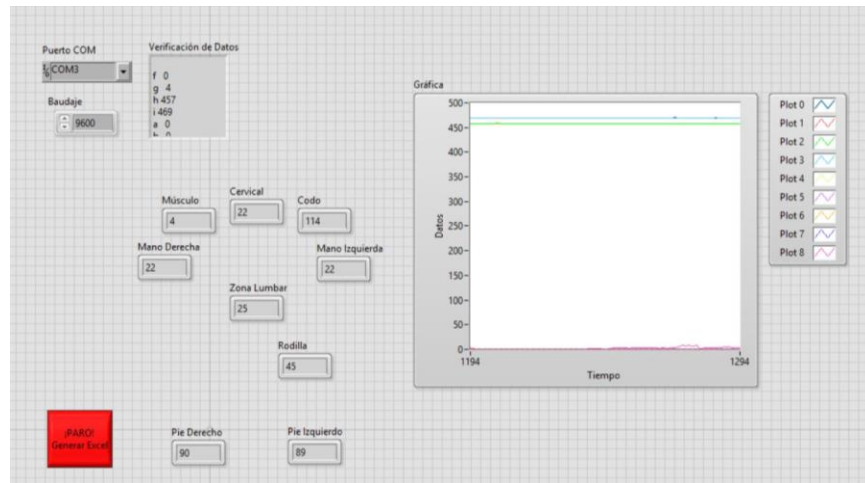 Puerto COM
COM3
Verificación de Datos
f 0
g 4
h 457
i 469
a 0
b 0
Baudaje
9600
Músculo
4
Cervical
22
Codo
114
Mano Derecha
22
Mano Izquierda
22
Zona Lumbar
25
Rodilla
45
Pie Derecho
90
Pie Izquierdo
89
¡PARO!
Generar Excel
Gráfica
Datos
500
450
400
350
300
250
200
150
100
50
0
1194
1294
Tiempo
Plot 0
Plot 1
Plot 2
Plot 3
Plot 4
Plot 5
Plot 6
Plot 7
Plot 8